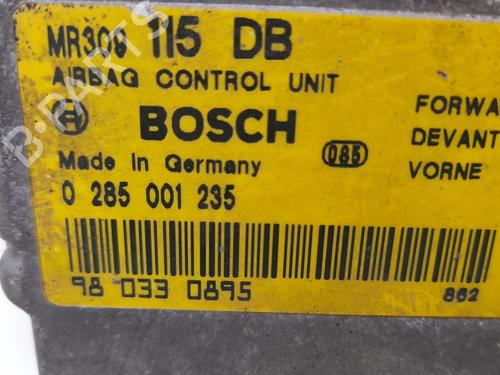 MR309 115 DB
AIRBAG CONTROL UNIT
BOSCH
Made in Germany
085
FORWA
DEVANT
VORNE
0 285 001 235
98 033 0895
862
B-PARTS